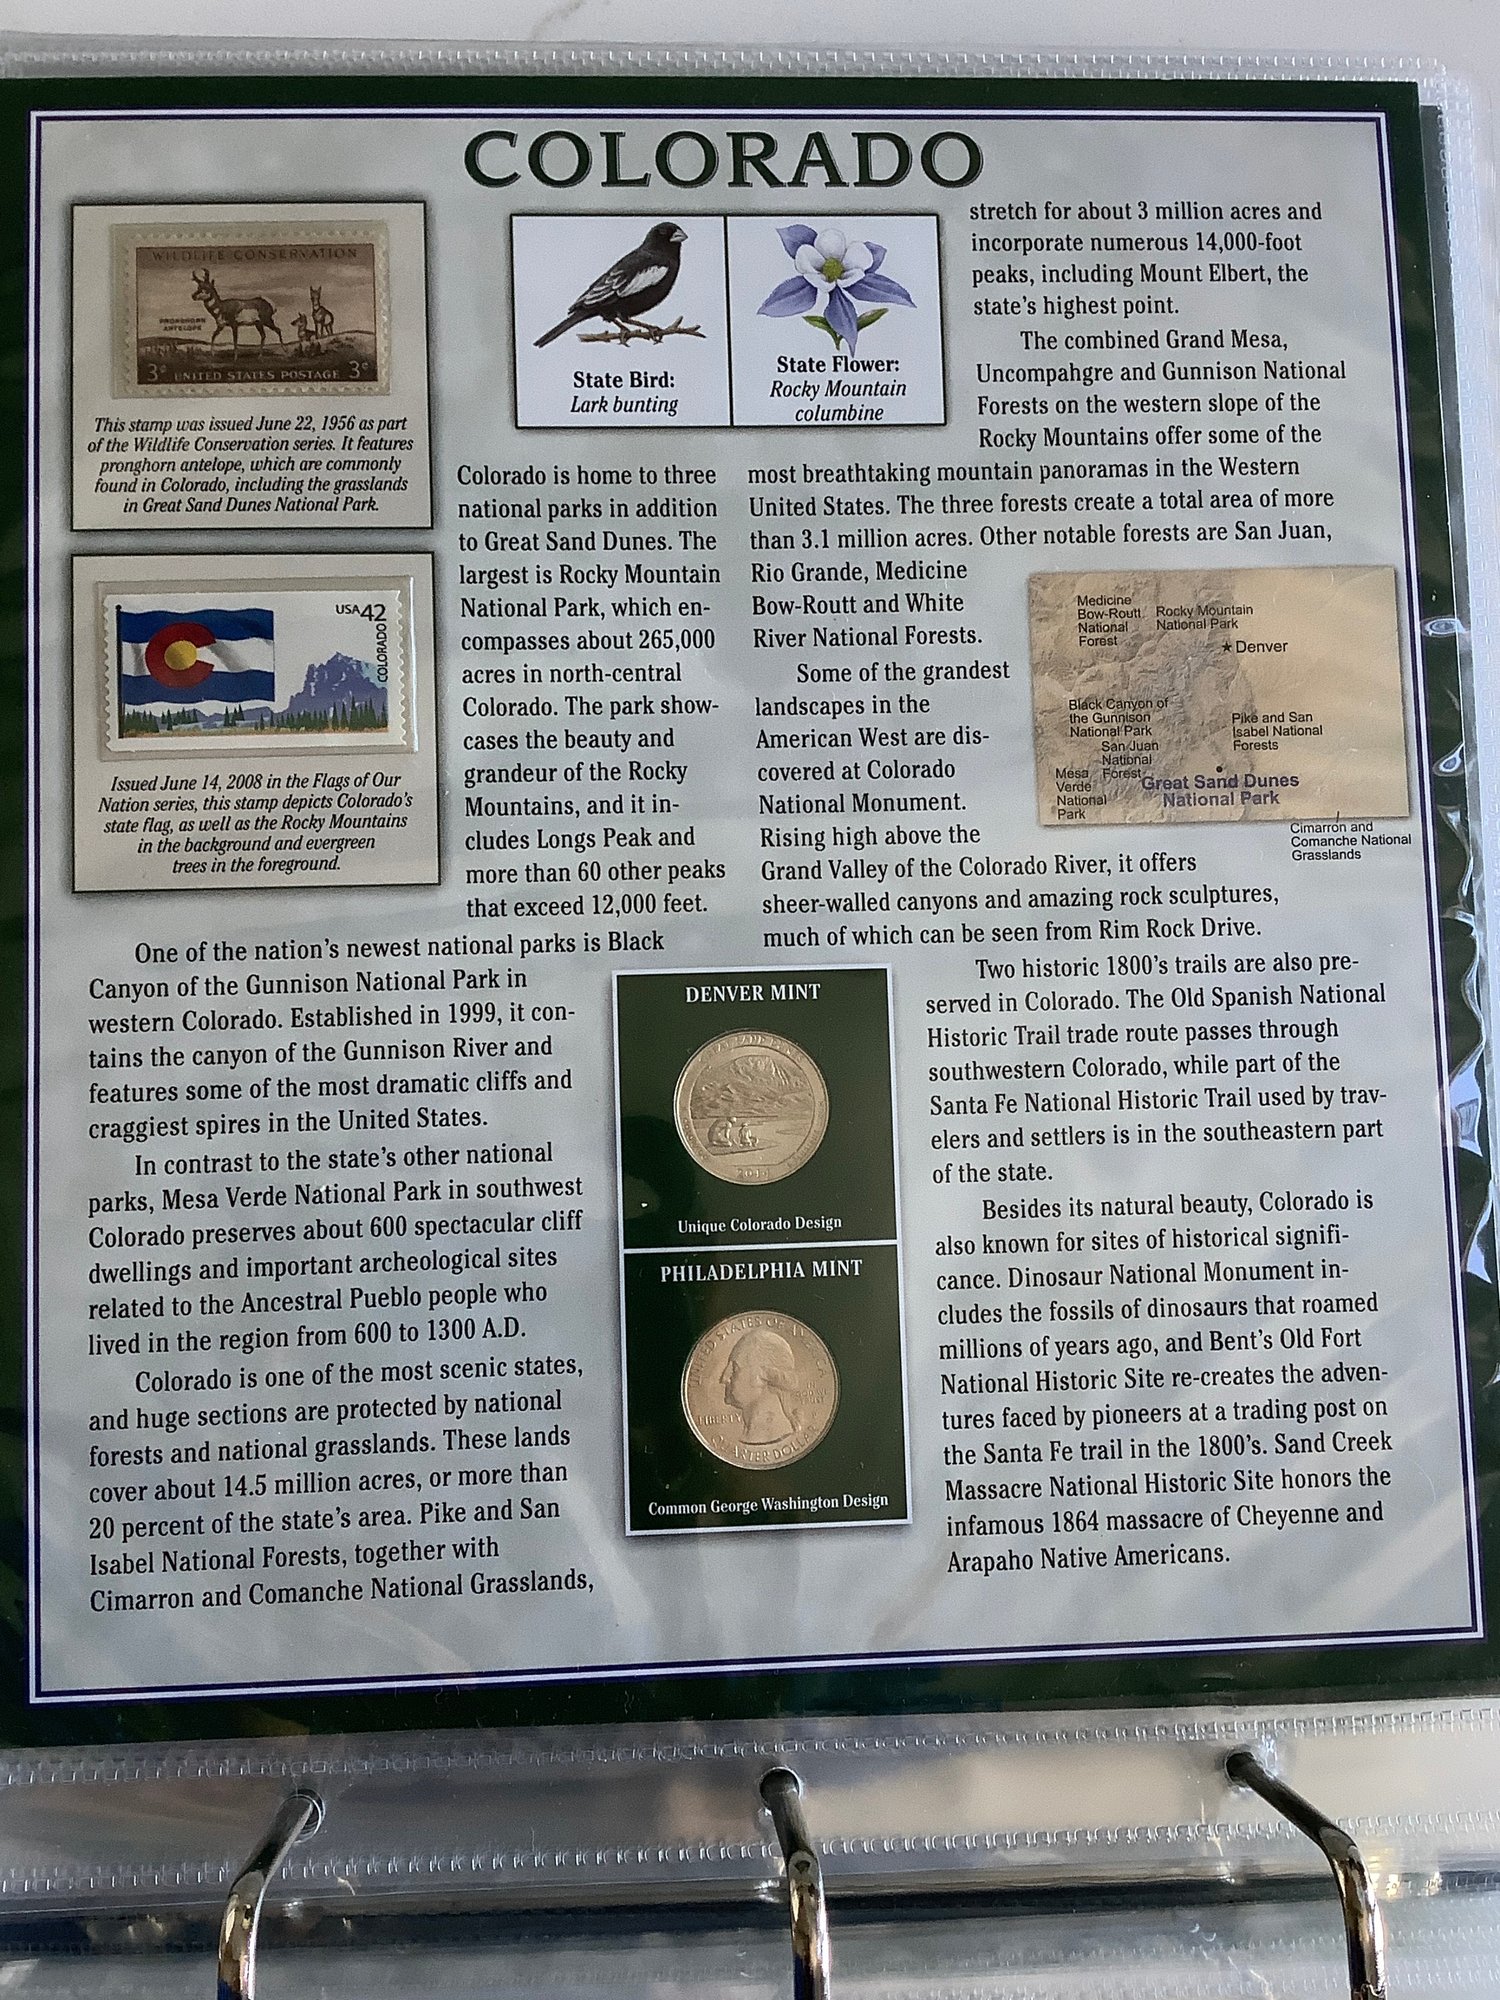 COLORADO
WILDLIFE CONSERVATION
PRONGHORN
ANTELOPE
3¢ UNITED STATES POSTAGE 3¢
This stamp was issued June 22, 1956 as part
of the Wildlife Conservation series. It features
pronghorn antelope, which are commonly
found in Colorado, including the grasslands
in Great Sand Dunes National Park.
USA 42
COLORADO
Issued June 14, 2008 in the Flags of Our
Nation series, this stamp depicts Colorado's
state flag, as well as the Rocky Mountains
in the background and evergreen
trees in the foreground.
State Bird:
Lark bunting
State Flower:
Rocky Mountain
columbine
Colorado is home to three
national parks in addition
to Great Sand Dunes. The
largest is Rocky Mountain
National Park, which en-
compasses about 265,000
acres in north-central
Colorado. The park show-
cases the beauty and
grandeur of the Rocky
Mountains, and it in-
cludes Longs Peak and
more than 60 other peaks
that exceed 12,000 feet.
One of the nation's newest national parks is Black
Canyon of the Gunnison National Park in
western Colorado. Established in 1999, it con-
tains the canyon of the Gunnison River and
features some of the most dramatic cliffs and
craggiest spires in the United States.
In contrast to the state's other national
parks, Mesa Verde National Park in southwest
Colorado preserves about 600 spectacular cliff
dwellings and important archeological sites
related to the Ancestral Pueblo people who
lived in the region from 600 to 1300 A.D.
Colorado is one of the most scenic states,
and huge sections are protected by national
forests and national grasslands. These lands
cover about 14.5 million acres, or more than
20 percent of the state's area. Pike and San
Isabel National Forests, together with
Cimarron and Comanche National Grasslands,
stretch for about 3 million acres and
incorporate numerous 14,000-foot
peaks, including Mount Elbert, the
state's highest point.
The combined Grand Mesa,
Uncompahgre and Gunnison National
Forests on the western slope of the
Rocky Mountains offer some of the
most breathtaking mountain panoramas in the Western
United States. The three forests create a total area of more
than 3.1 million acres. Other notable forests are San Juan,
Rio Grande, Medicine
Bow-Routt and White
River National Forests.
Some of the grandest
landscapes in the
American West are dis-
covered at Colorado
National Monument.
Rising high above the
Grand Valley of the Colorado River, it offers
sheer-walled canyons and amazing rock sculptures,
much of which can be seen from Rim Rock Drive.
Medicine
Bow-Routt
National
Forest
Rocky Mountain
National Park
Denver
Black Canyon of
the Gunnison
National Park
San Juan
National
Forest
Pike and San
Isabel National
Forests
Mesa
Verde
National
Park
Great Sand Dunes
National Park
Cimarron and
Comanche National
Grasslands
DENVER MINT
2014
Unique Colorado Design
PHILADELPHIA MINT
UNITED STATES OF AMERICA
LIBERTY
QUARTER DOLLAR
Common George Washington Design
Two historic 1800's trails are also pre-
served in Colorado. The Old Spanish National
Historic Trail trade route passes through
southwestern Colorado, while part of the
Santa Fe National Historic Trail used by trav-
elers and settlers is in the southeastern part
of the state.
Besides its natural beauty, Colorado is
also known for sites of historical signifi-
cance. Dinosaur National Monument in-
cludes the fossils of dinosaurs that roamed
millions of years ago, and Bent's Old Fort
National Historic Site re-creates the adven-
tures faced by pioneers at a trading post on
the Santa Fe trail in the 1800's. Sand Creek
Massacre National Historic Site honors the
infamous 1864 massacre of Cheyenne and
Arapaho Native Americans.